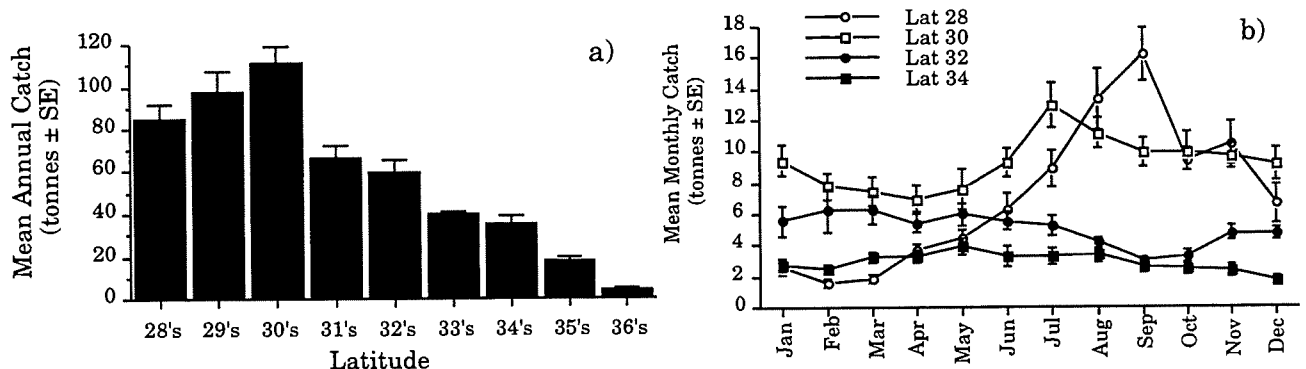 a)
Mean Annual Catch
(tonnes ± SE)
120
100
80
60
40
20
0
28's 29's 30's 31's 32's 33's 34's 35's 36's
Latitude
b)
Lat 28
Lat 30
Lat 32
Lat 34
Mean Monthly Catch
(tonnes ± SE)
18
16
14
12
10
8
6
4
2
0
Jan Feb Mar Apr May Jun Jul Aug Sep Oct Nov Dec